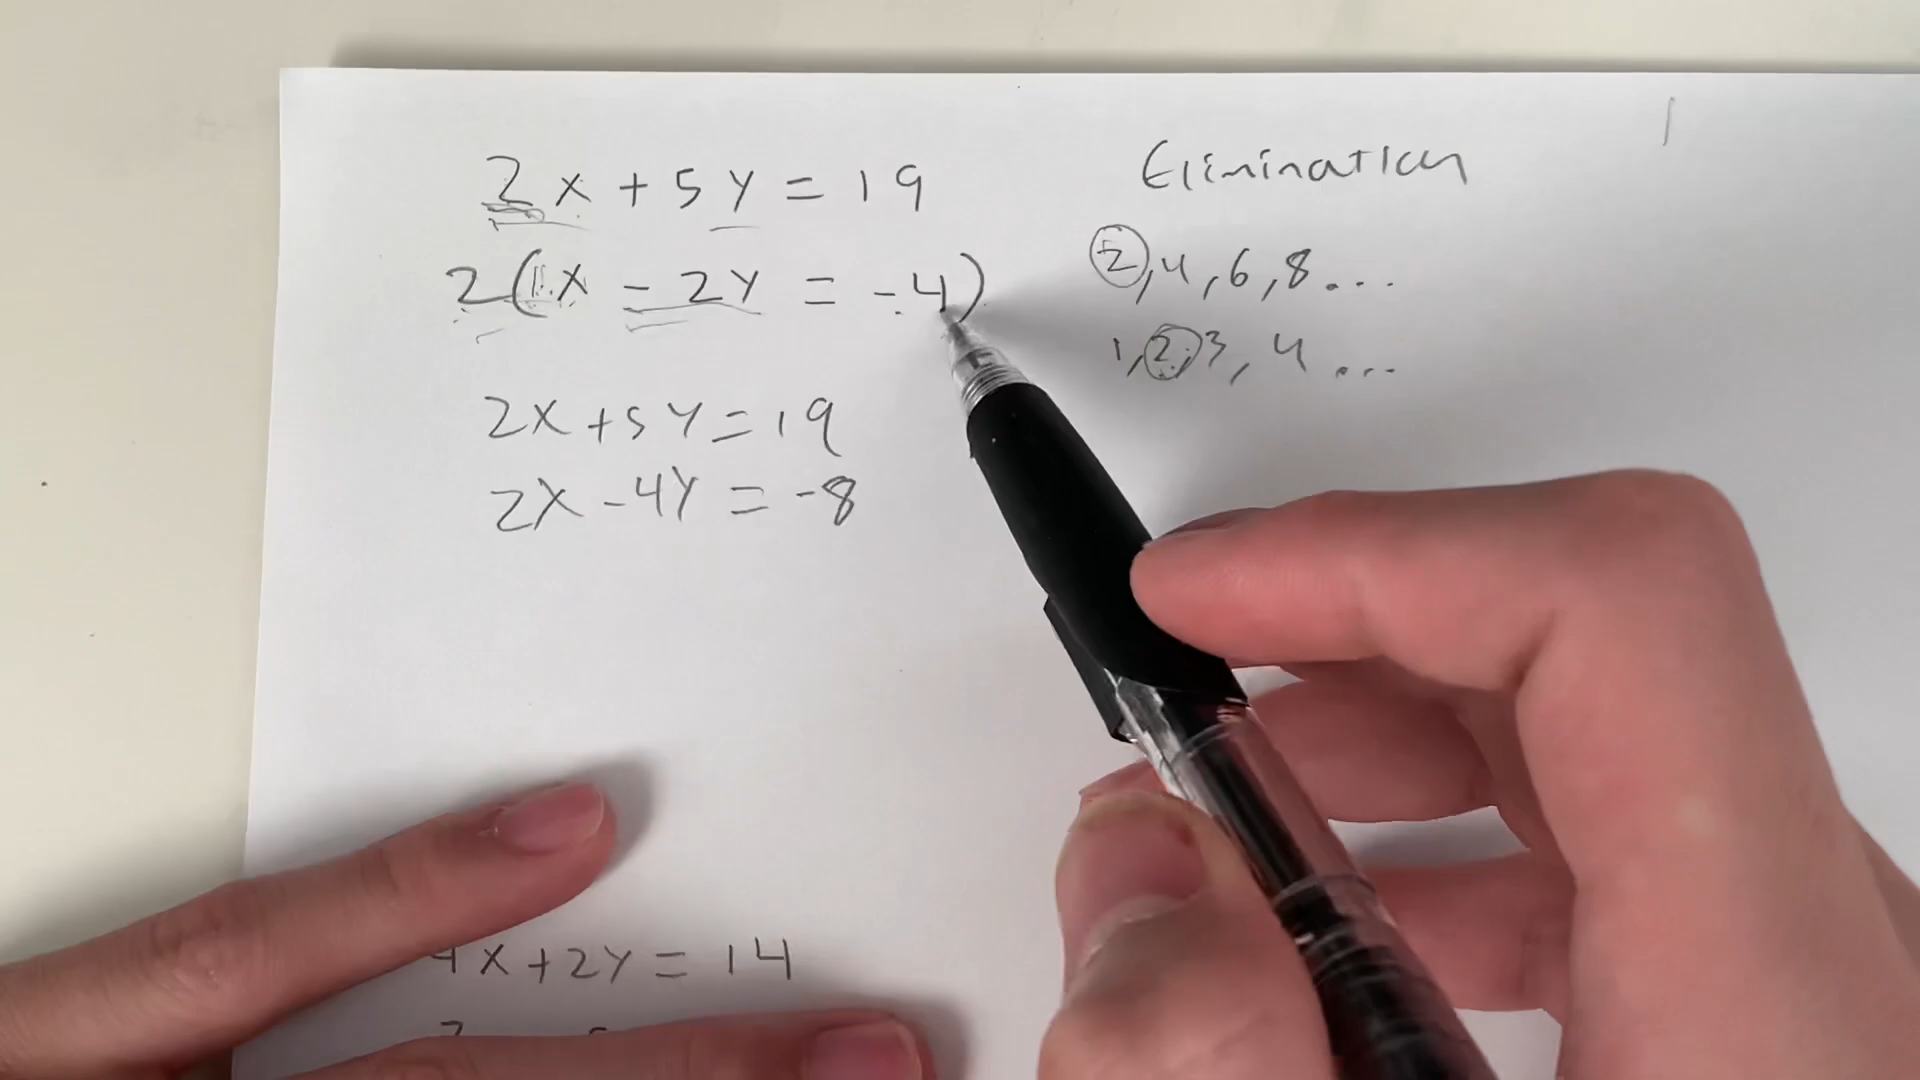 2x + 5y = 19
2(1x - 2y = -4)
2x + 5y = 19
2x - 4y = -8
4x + 2y = 14
Elimination
2, 4, 6, 8 ...
1, 2, 3, 4 ...